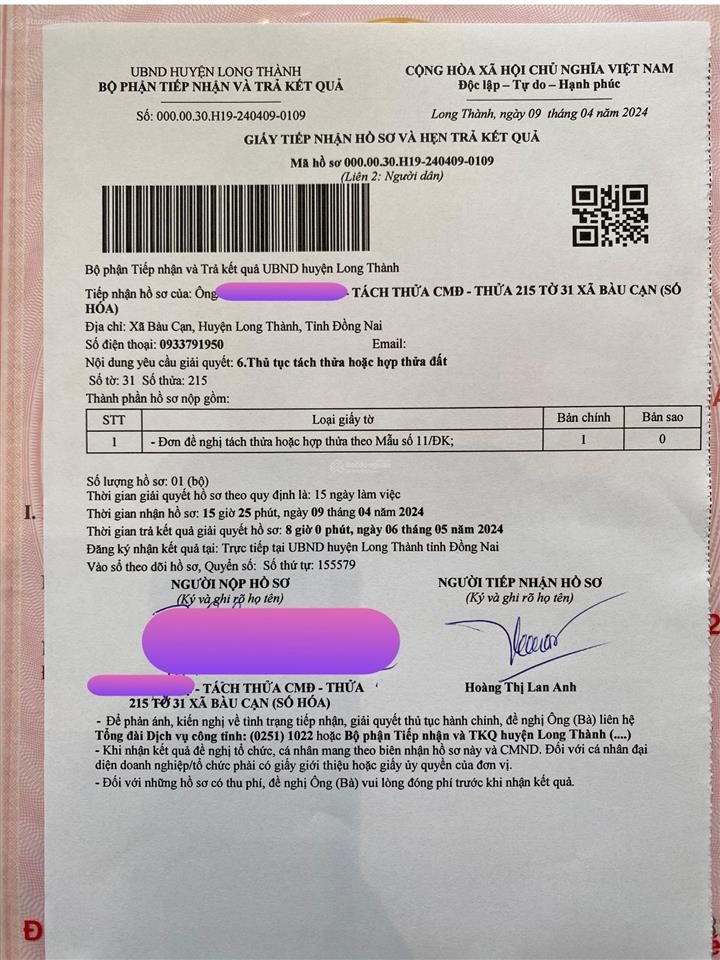 UBND HUYỆN LONG THÀNH
BỘ PHẬN TIẾP NHẬN VÀ TRẢ KẾT QUẢ
Số: 000.00.30.H19-240409-0109
CỘNG HÒA XÃ HỘI CHỦ NGHĨA VIỆT NAM
Độc lập – Tự do – Hạnh phúc
Long Thành, ngày 09 tháng 04 năm 2024
GIẤY TIẾP NHẬN HỒ SƠ VÀ HẸN TRẢ KẾT QUẢ
Mã hồ sơ 000.00.30.H19-240409-0109
(Liên 2: Người dân)
Bộ phận Tiếp nhận và Trả kết quả UBND huyện Long Thành
Tiếp nhận hồ sơ của: Ông - TÁCH THỬA CMĐ - THỬA 215 TỜ 31 XÃ BÀU CẠN (SỐ
HÓA)
Địa chỉ: Xã Bàu Cạn, Huyện Long Thành, Tỉnh Đồng Nai
Số điện thoại: 0933791950 Email:
Nội dung yêu cầu giải quyết: 6.Thủ tục tách thửa hoặc hợp thửa đất
Số tờ: 31 Số thửa: 215
Thành phần hồ sơ nộp gồm:
STT Loại giấy tờ Bản chính Bản sao
1 - Đơn đề nghị tách thửa hoặc hợp thửa theo Mẫu số 11/ĐK; 1 0
Số lượng hồ sơ: 01 (bộ)
Thời gian giải quyết hồ sơ theo quy định là: 15 ngày làm việc
Thời gian nhận hồ sơ: 15 giờ 25 phút, ngày 09 tháng 04 năm 2024
Thời gian trả kết quả giải quyết hồ sơ: 8 giờ 0 phút, ngày 06 tháng 05 năm 2024
Đăng ký nhận kết quả tại: Trực tiếp tại UBND huyện Long Thành tỉnh Đồng Nai
Vào sổ theo dõi hồ sơ, Quyển số: Số thứ tự: 155579
NGƯỜI NỘP HỒ SƠ
(Ký và ghi rõ họ tên)
- TÁCH THỬA CMĐ - THỬA
215 TỜ 31 XÃ BÀU CẠN (SỐ HÓA)
NGƯỜI TIẾP NHẬN HỒ SƠ
(Ký và ghi rõ họ tên)
Hoàng Thị Lan Anh
- Để phản ánh, kiến nghị về tình trạng tiếp nhận, giải quyết thủ tục hành chính, đề nghị Ông (Bà) liên hệ
Tổng đài Dịch vụ công tỉnh: (0251) 1022 hoặc Bộ phận Tiếp nhận và TKQ huyện Long Thành (....)
- Khi nhận kết quả đề nghị tổ chức, cá nhân mang theo biên nhận hồ sơ này và CMND. Đối với cá nhân đại
diện doanh nghiệp/tổ chức phải có giấy giới thiệu hoặc giấy ủy quyền của đơn vị.
- Đối với những hồ sơ có thu phí, đề nghị Ông (Bà) vui lòng đóng phí trước khi nhận kết quả.
I.
Đ
2